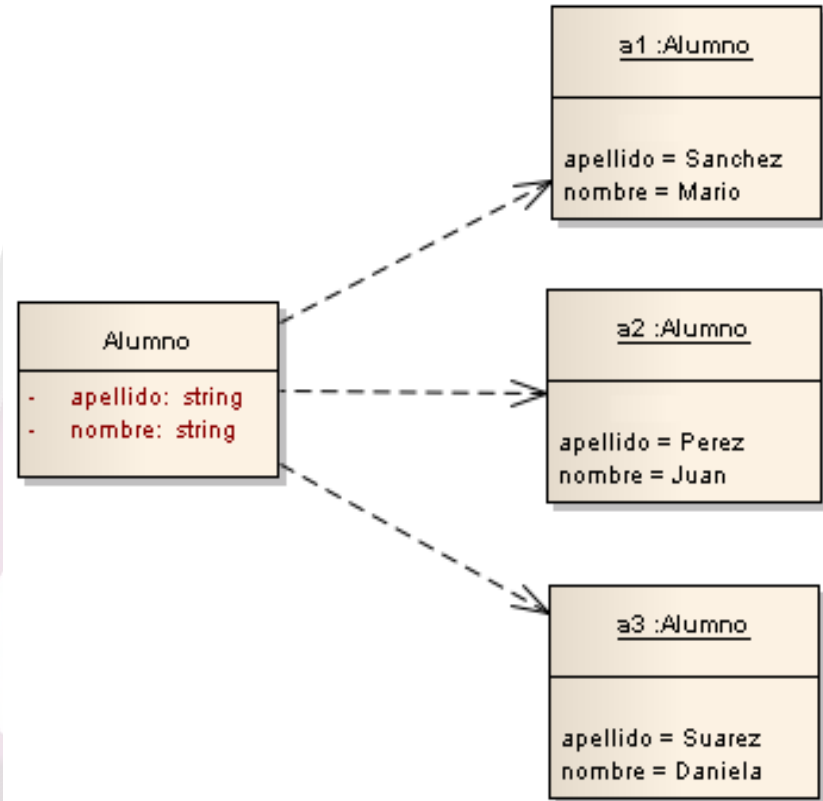 a1 :Alumno
apellido = Sanchez
nombre = Mario
Alumno
- apellido: string
- nombre: string
a2 :Alumno
apellido = Perez
nombre = Juan
a3 :Alumno
apellido = Suarez
nombre = Daniela